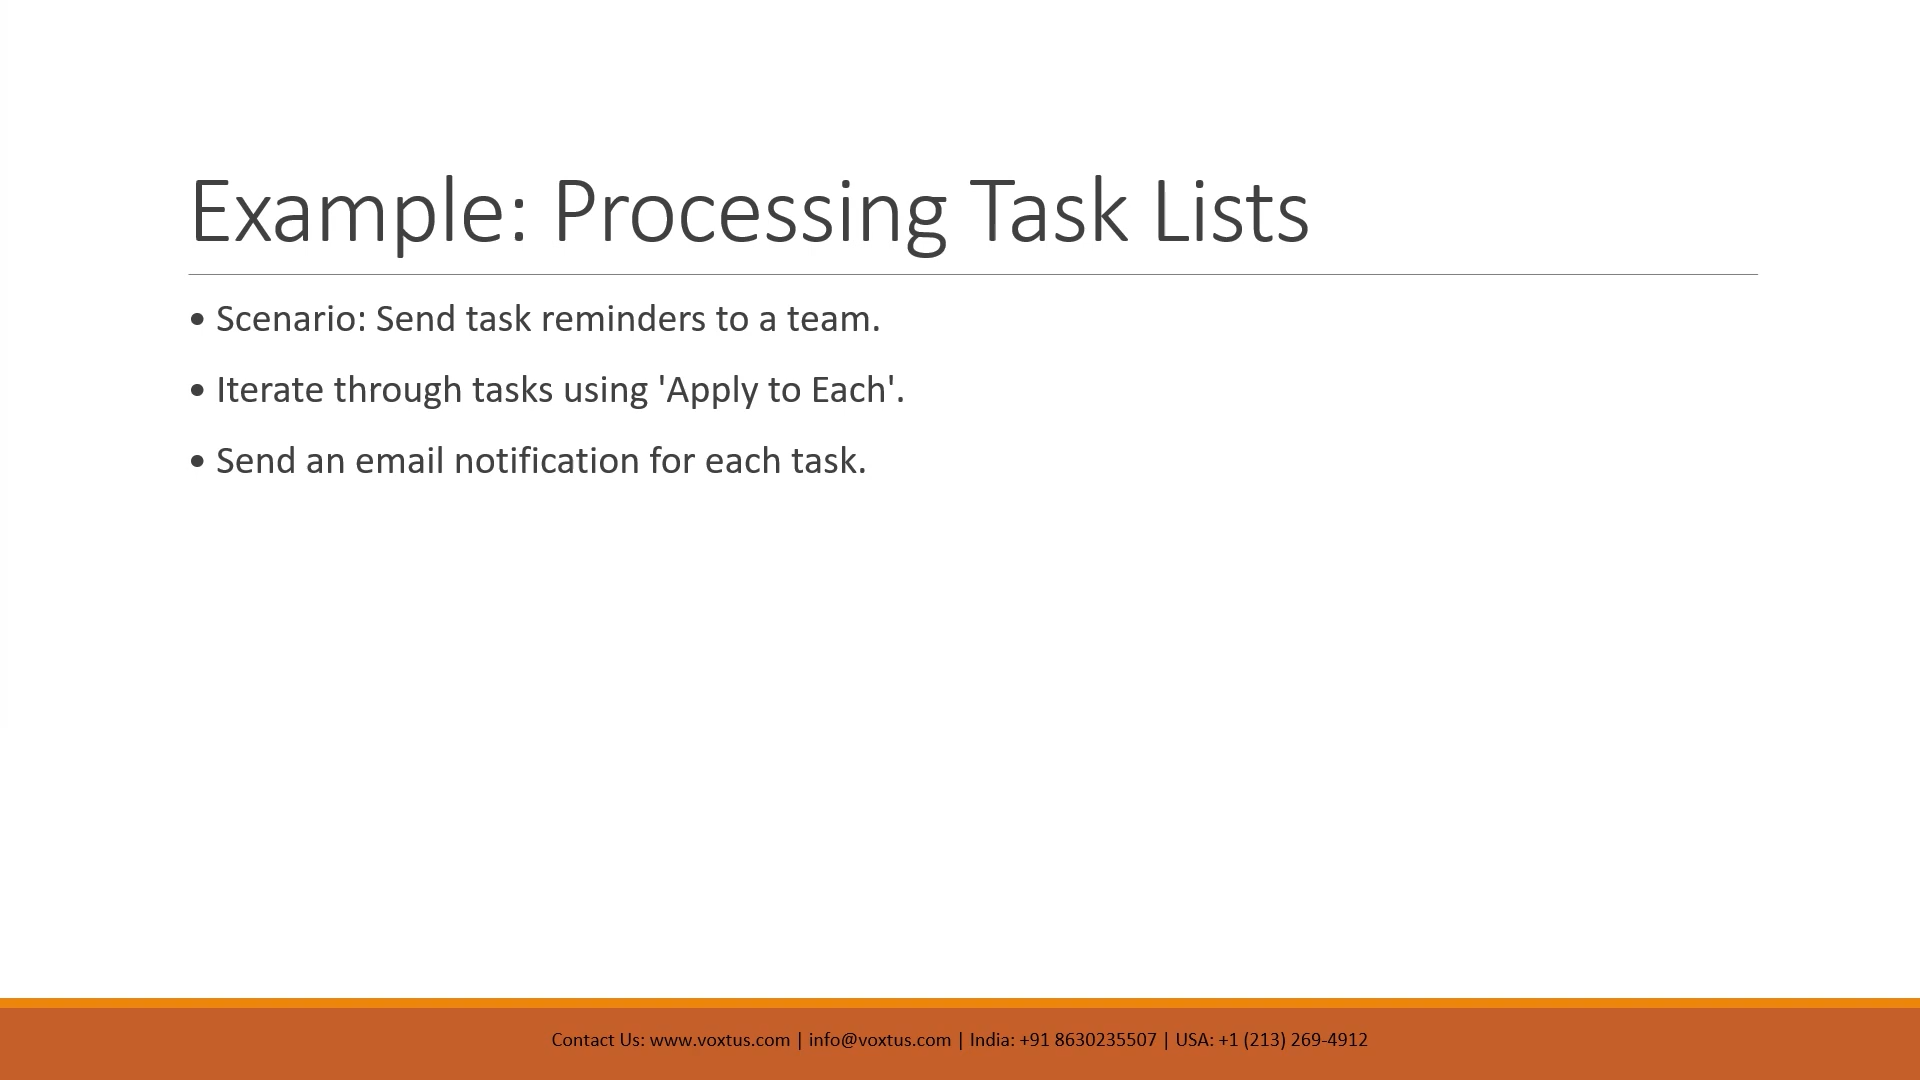 Example: Processing Task Lists
• Scenario: Send task reminders to a team.
• Iterate through tasks using 'Apply to Each'.
• Send an email notification for each task.
Contact Us: www.voxtus.com | info@voxtus.com | India: +91 8630235507 | USA: +1 (213) 269-4912